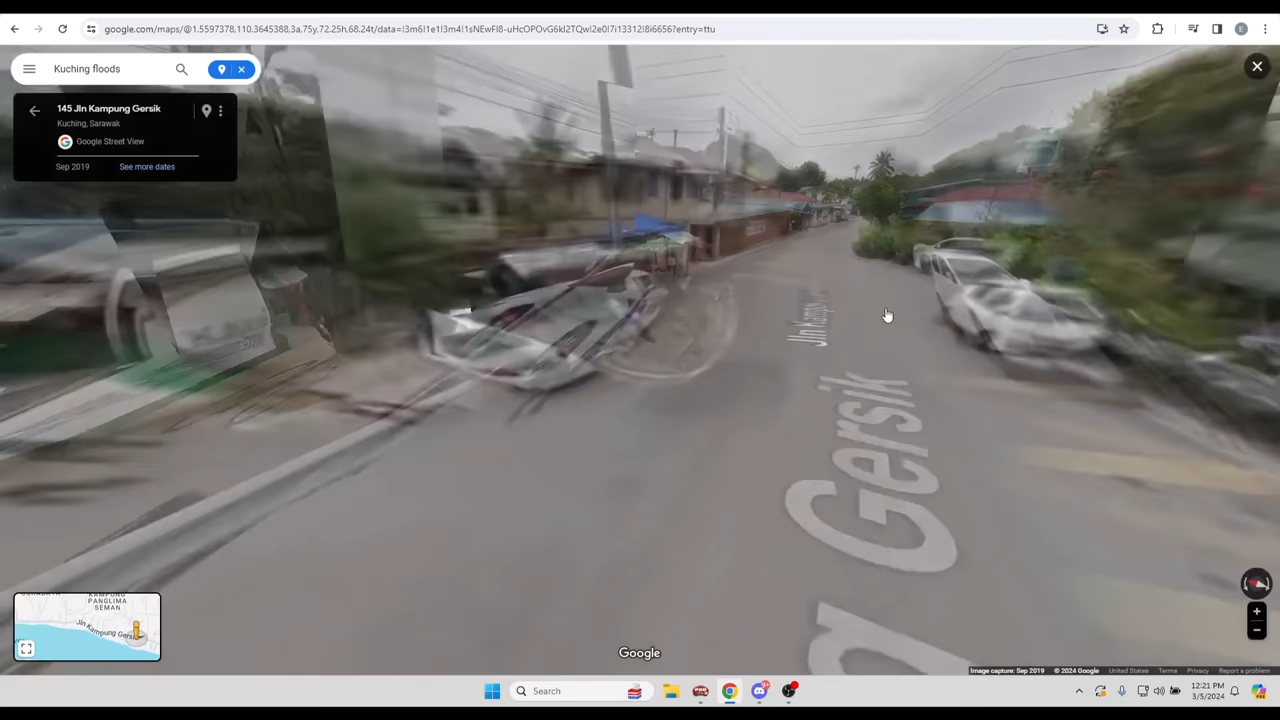 google.com/maps/@1.5597378,110.3645388,3a,75y,72.25h,68.24t/data=!3m6!1e1!3m4!1sNEwFI8-uHcOPOvG6kI2TQw!2e0!7i13312!8i6656?entry=ttu
Kuching floods
145 Jln Kampung Gersik
Kuching, Sarawak
Google Street View
Sep 2019 See more dates
Jln Kampung
Gersik
KAMPUNG
PANGLIMA
SEMAN
Jln Kampung Gersik
Google
Image capture: Sep 2019 © 2024 Google United States Terms Privacy Report a problem
Search
12:21 PM
3/5/2024